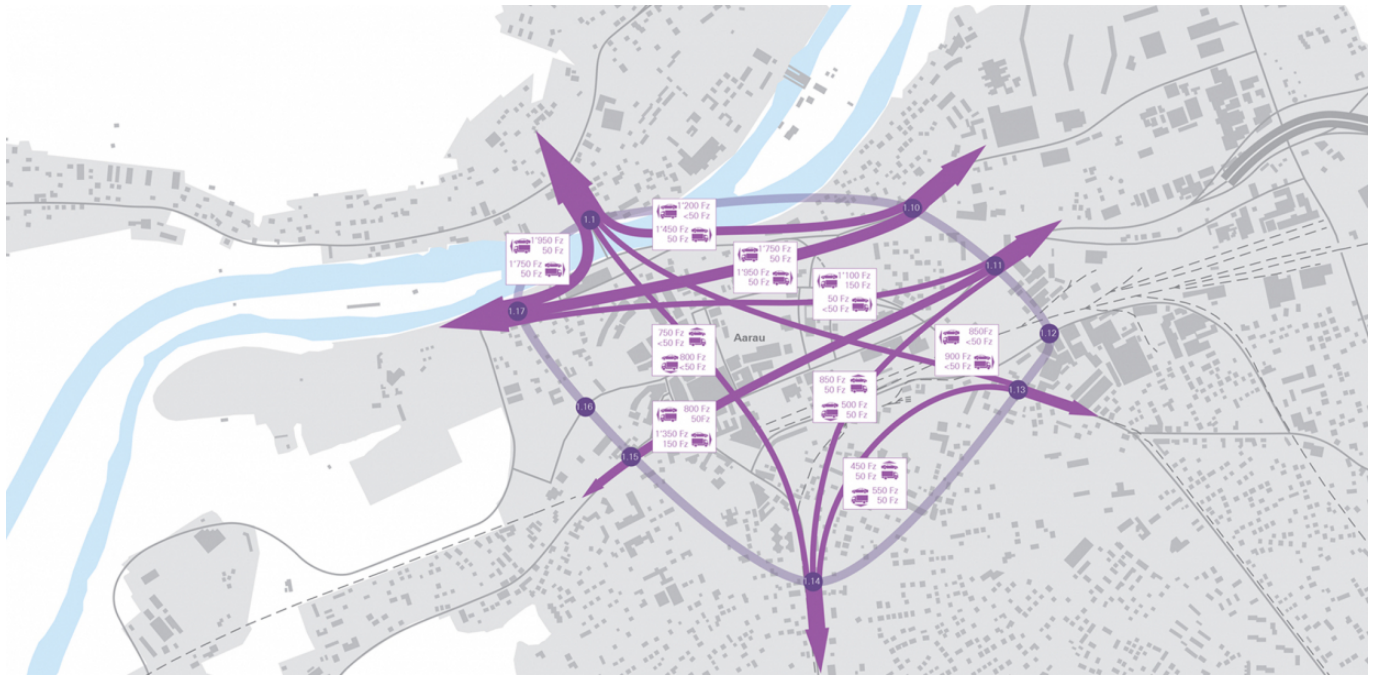 1.1
1.10
1'200 Fz
<50 Fz
1'450 Fz
50 Fz
1'950 Fz
50 Fz
1'750 Fz
50 Fz
1'750 Fz
50 Fz
1'950 Fz
50 Fz
1.11
1'100 Fz
150 Fz
50 Fz
<50 Fz
1.17
Aarau
1.12
750 Fz
<50 Fz
800 Fz
<50 Fz
850Fz
<50 Fz
900 Fz
<50 Fz
850 Fz
50 Fz
500 Fz
50 Fz
1.13
1.16
800 Fz
50Fz
1'350 Fz
150 Fz
1.15
450 Fz
50 Fz
550 Fz
50 Fz
1.14